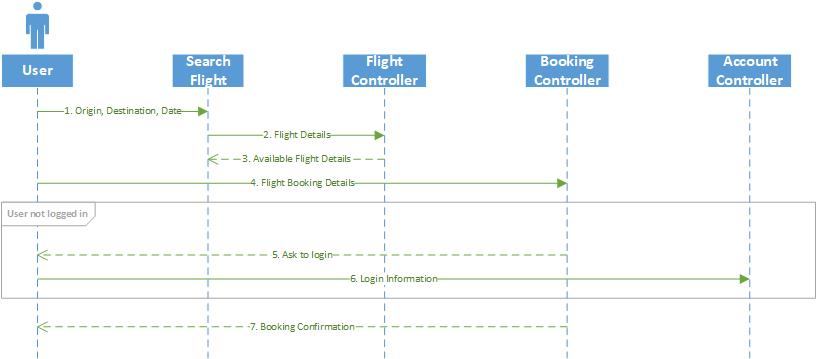 User
Search
Flight
Flight
Controller
Booking
Controller
Account
Controller
1. Origin, Destination, Date
2. Flight Details
3. Available Flight Details
4. Flight Booking Details
User not logged in
5. Ask to login
6. Login Information
7. Booking Confirmation